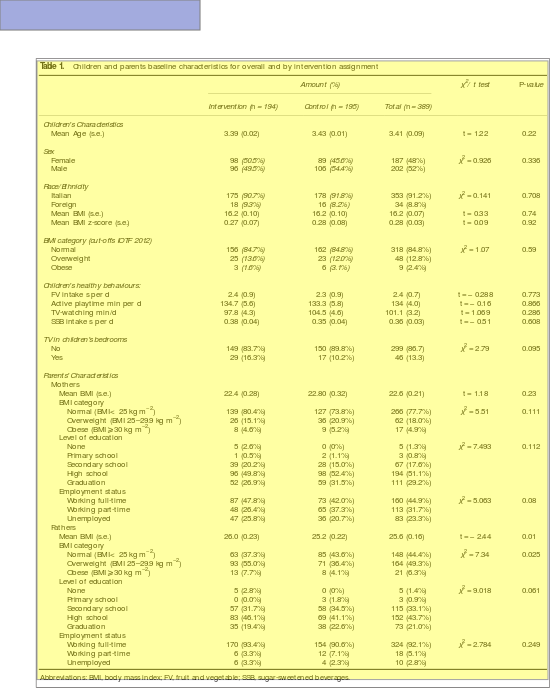 Table 1. Children and parents baseline characteristics for overall and by intervention assignment
Amount (%) χ²/ t test P-value
Intervention (n = 194) Control (n = 195) Total (n = 389)
Children's Characteristics
Mean Age (s.e.) 3.39 (0.02) 3.43 (0.01) 3.41 (0.09) t = 1.22 0.22
Sex
Female 98 (50.5%) 89 (45.6%) 187 (48%) χ² = 0.926 0.336
Male 96 (49.5%) 106 (54.4%) 202 (52%)
Race/Ethnicity
Italian 175 (90.7%) 178 (91.8%) 353 (91.2%) χ² = 0.141 0.708
Foreign 18 (9.3%) 16 (8.2%) 34 (8.8%)
Mean BMI (s.e.) 16.2 (0.10) 16.2 (0.10) 16.2 (0.07) t = 0.33 0.74
Mean BMI z-score (s.e.) 0.27 (0.07) 0.28 (0.08) 0.28 (0.03) t = 0.09 0.92
BMI category (cut-offs IOTF 2012)
Normal 156 (84.7%) 162 (84.8%) 318 (84.8%) χ² = 1.07 0.59
Overweight 25 (13.6%) 23 (12.0%) 48 (12.8%)
Obese 3 (1.6%) 6 (3.1%) 9 (2.4%)
Children's healthy behaviours:
FV intakes per d 2.4 (0.9) 2.3 (0.9) 2.4 (0.7) t = − 0.288 0.773
Active playtime min per d 134.7 (5.6) 133.3 (5.8) 134 (4.0) t = − 0.16 0.866
TV-watching min/d 97.8 (4.3) 104.5 (4.6) 101.1 (3.2) t = 1.069 0.286
SSB intakes per d 0.38 (0.04) 0.35 (0.04) 0.36 (0.03) t = − 0.51 0.608
TV in children's bedrooms
No 149 (83.7%) 150 (89.8%) 299 (86.7) χ² = 2.79 0.095
Yes 29 (16.3%) 17 (10.2%) 46 (13.3)
Parents' Characteristics
Mothers
Mean BMI (s.e.) 22.4 (0.28) 22.80 (0.32) 22.6 (0.21) t = 1.18 0.23
BMI category
Normal (BMI< 25 kg m⁻²) 139 (80.4%) 127 (73.8%) 266 (77.7%) χ² = 5.51 0.111
Overweight (BMI 25–29.9 kg m⁻²) 26 (15.1%) 36 (20.9%) 62 (18.0%)
Obese (BMI⩾30 kg m⁻²) 8 (4.6%) 9 (5.2%) 17 (4.9%)
Level of education
None 5 (2.6%) 0 (0%) 5 (1.3%) χ² = 7.493 0.112
Primary school 1 (0.5%) 2 (1.1%) 3 (0.8%)
Secondary school 39 (20.2%) 28 (15.0%) 67 (17.6%)
High school 96 (49.8%) 98 (52.4%) 194 (51.1%)
Graduation 52 (26.9%) 59 (31.5%) 111 (29.2%)
Employment status
Working full-time 87 (47.8%) 73 (42.0%) 160 (44.9%) χ² = 5.063 0.08
Working part-time 48 (26.4%) 65 (37.3%) 113 (31.7%)
Unemployed 47 (25.8%) 36 (20.7%) 83 (23.3%)
Fathers
Mean BMI (s.e.) 26.0 (0.23) 25.2 (0.22) 25.6 (0.16) t = − 2.44 0.01
BMI category
Normal (BMI< 25 kg m⁻²) 63 (37.3%) 85 (43.6%) 148 (44.4%) χ² = 7.34 0.025
Overweight (BMI 25–29.9 kg m⁻²) 93 (55.0%) 71 (36.4%) 164 (49.3%)
Obese (BMI⩾30 kg m⁻²) 13 (7.7%) 8 (4.1%) 21 (6.3%)
Level of education
None 5 (2.8%) 0 (0%) 5 (1.4%) χ² = 9.018 0.061
Primary school 0 (0.0%) 3 (1.8%) 3 (0.9%)
Secondary school 57 (31.7%) 58 (34.5%) 115 (33.1%)
High school 83 (46.1%) 69 (41.1%) 152 (43.7%)
Graduation 35 (19.4%) 38 (22.6%) 73 (21.0%)
Employment status
Working full-time 170 (93.4%) 154 (90.6%) 324 (92.1%) χ² = 2.784 0.249
Working part-time 6 (3.3%) 12 (7.1%) 18 (5.1%)
Unemployed 6 (3.3%) 4 (2.3%) 10 (2.8%)
Abbreviations: BMI, body mass index; FV, fruit and vegetable; SSB, sugar-sweetened beverages.